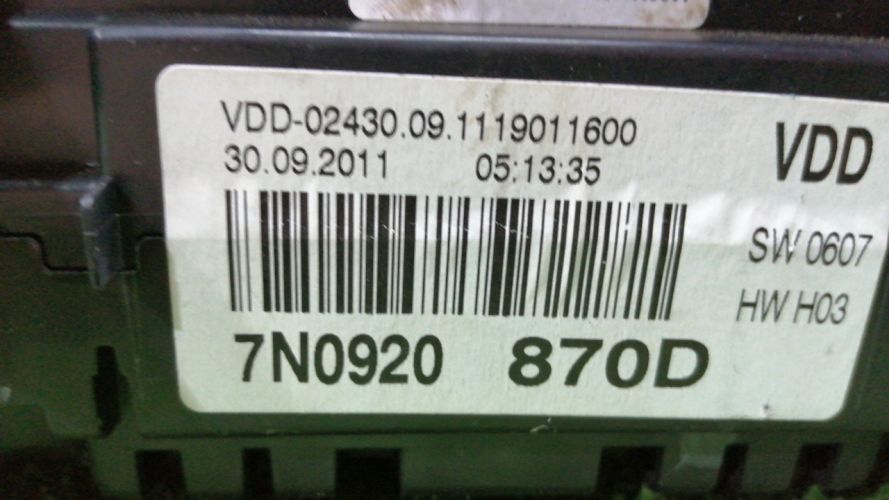 VDD-02430.09.1119011600
30.09.2011 05:13:35
VDD
SW 0607
HW H03
7N0920 870D